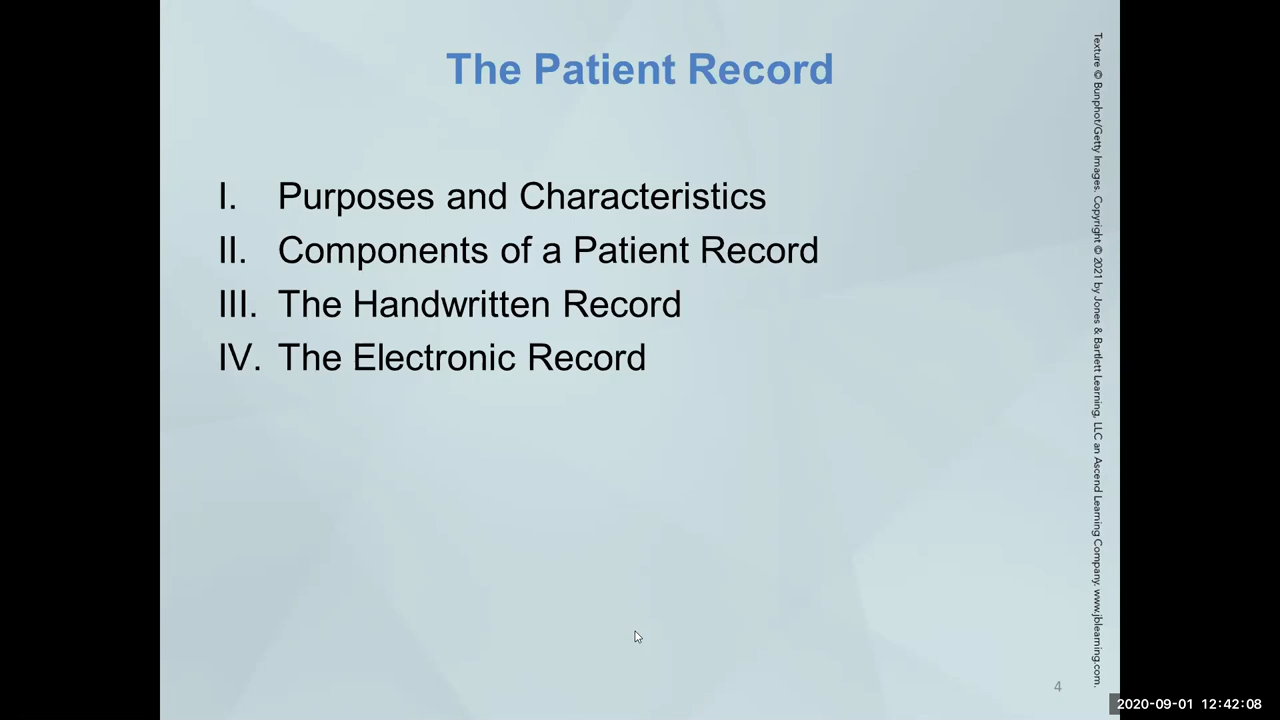 The Patient Record
I. Purposes and Characteristics
II. Components of a Patient Record
III. The Handwritten Record
IV. The Electronic Record
Texture © Bunphot/Getty Images. Copyright © 2021 by Jones & Bartlett Learning, LLC an Ascend Learning Company. www.jblearning.com.
4
2020-09-01 12:42:08